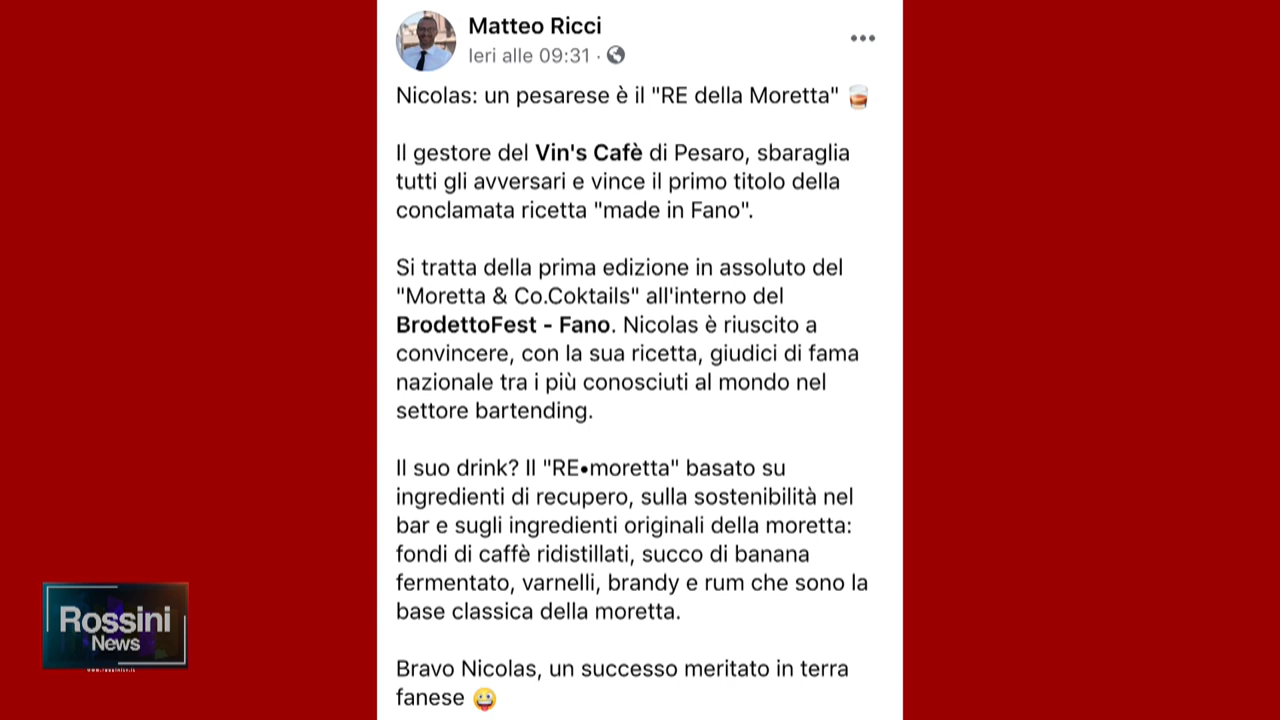 Matteo Ricci
Ieri alle 09:31 ·
Nicolas: un pesarese è il "RE della Moretta" 🥃
Il gestore del Vin's Cafè di Pesaro, sbaraglia
tutti gli avversari e vince il primo titolo della
conclamata ricetta "made in Fano".
Si tratta della prima edizione in assoluto del
"Moretta & Co.Coktails" all'interno del
BrodettoFest - Fano. Nicolas è riuscito a
convincere, con la sua ricetta, giudici di fama
nazionale tra i più conosciuti al mondo nel
settore bartending.
Il suo drink? Il "RE•moretta" basato su
ingredienti di recupero, sulla sostenibilità nel
bar e sugli ingredienti originali della moretta:
fondi di caffè ridistillati, succo di banana
fermentato, varnelli, brandy e rum che sono la
base classica della moretta.
Bravo Nicolas, un successo meritato in terra
fanese 😜
Rossini
News